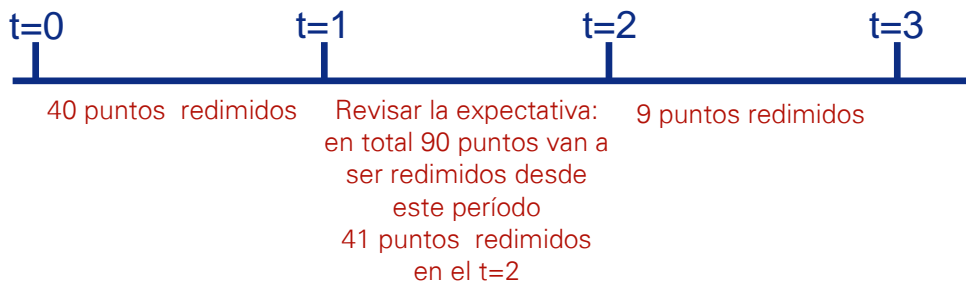 t=0 t=1 t=2 t=3
40 puntos redimidos
Revisar la expectativa:
en total 90 puntos van a
ser redimidos desde
este período
41 puntos redimidos
en el t=2
9 puntos redimidos